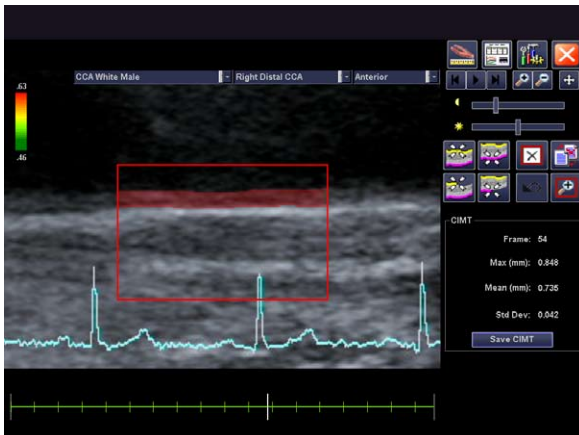 CCA White Male
Right Distal CCA
Anterior
.63
.46
CIMT
Frame: 54
Max (mm): 0.848
Mean (mm): 0.735
Std Dev: 0.042
Save CIMT